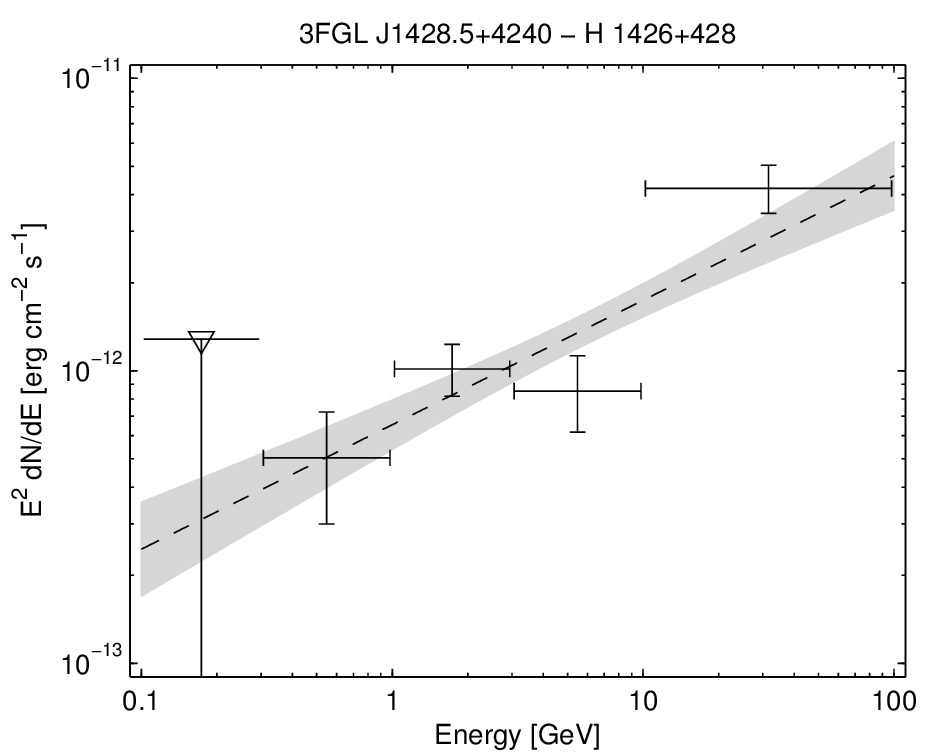 3FGL J1428.5+4240 − H 1426+428
10⁻¹¹
10⁻¹²
10⁻¹³
E² dN/dE [erg cm⁻² s⁻¹]
0.1 1 10 100
Energy [GeV]